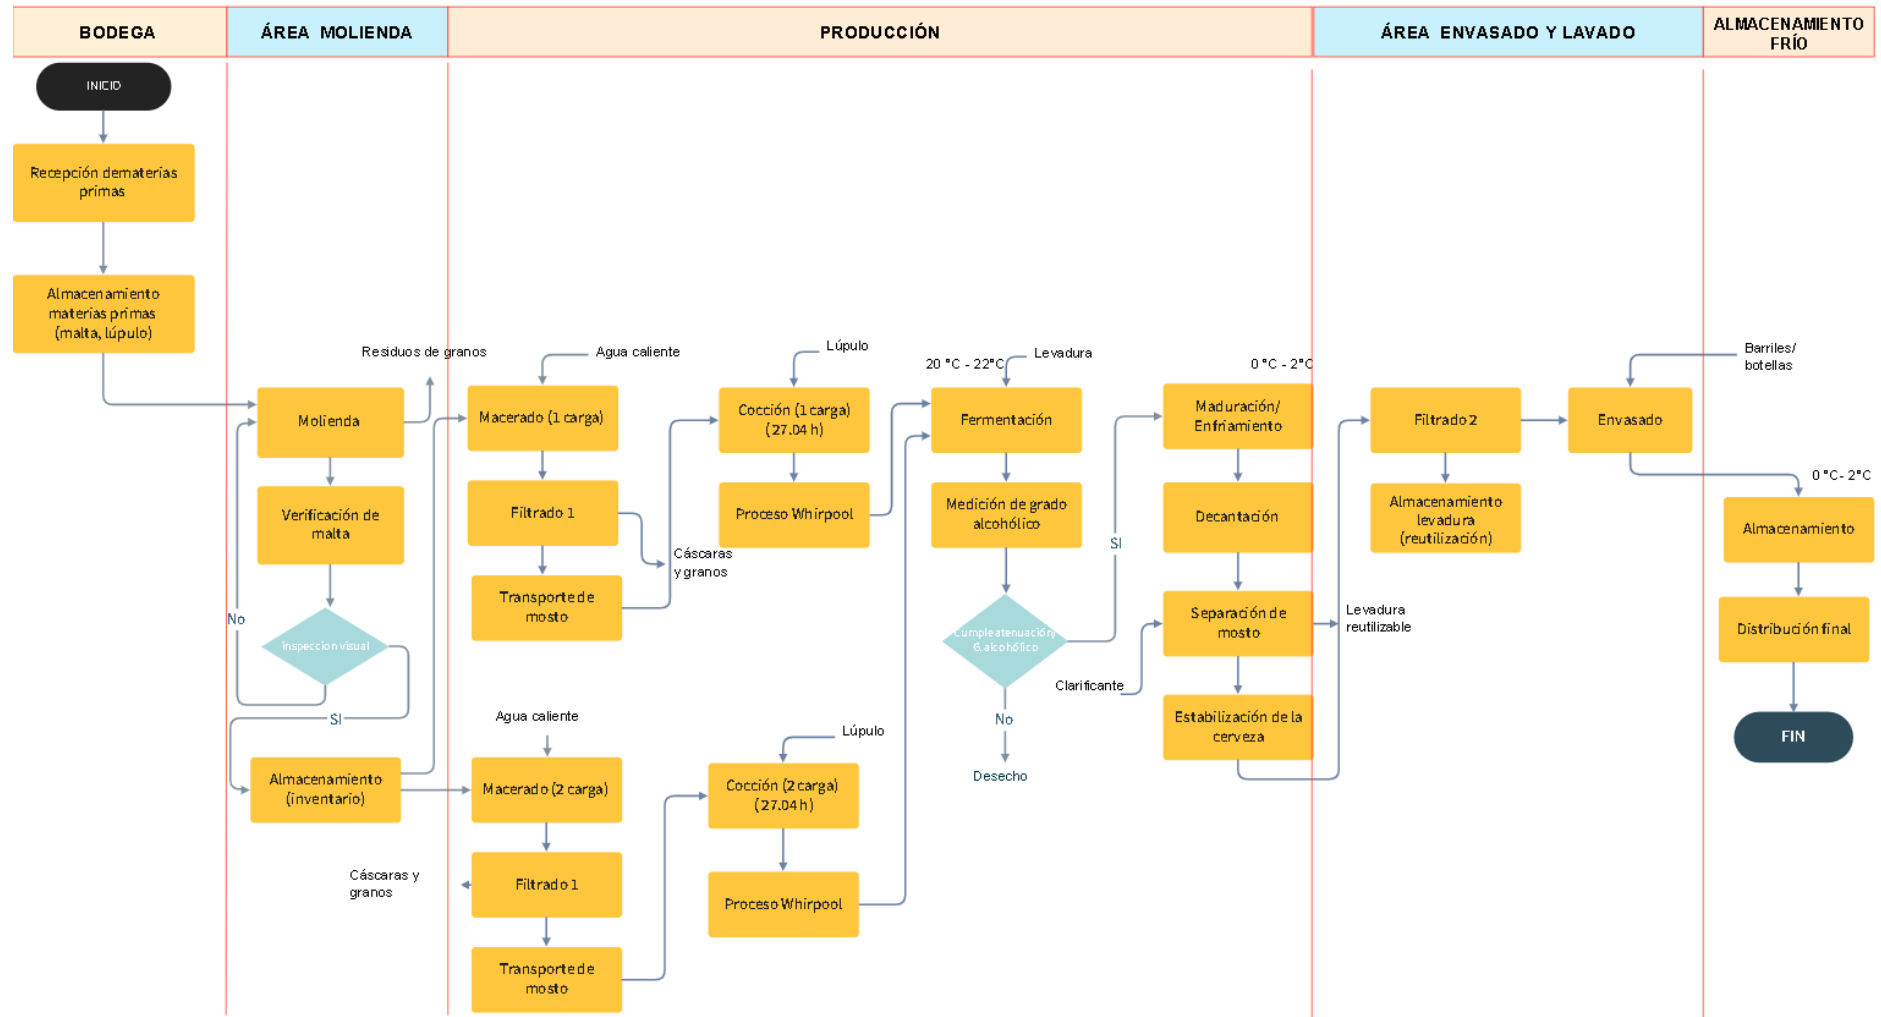 BODEGA
ÁREA MOLIENDA
PRODUCCIÓN
ÁREA ENVASADO Y LAVADO
ALMACENAMIENTO
FRÍO
INICIO
Recepción dematerias
primas
Almacenamiento
materias primas
(malta, lúpulo)
Residuos de granos
Molienda
Verificación de
malta
No
Inspeccion visual
SI
Almacenamiento
(inventario)
Agua caliente
Macerado (1 carga)
Filtrado 1
Cáscaras
y granos
Transporte de
mosto
Lúpulo
Cocción (1 carga)
(27.04 h)
Proceso Whirpool
Agua caliente
Macerado (2 carga)
Cáscaras y
granos
Filtrado 1
Transporte de
mosto
Lúpulo
Cocción (2 carga)
(27.04 h)
Proceso Whirpool
20 °C - 22°C
Levadura
Fermentación
Medición de grado
alcohólico
Cumpleatenuación/
G. alcohólico
SI
No
Desecho
0 °C - 2°C
Maduración/
Enfriamiento
Decantación
Separación de
mosto
Clarificante
Levadura
reutilizable
Estabilización de la
cerveza
Filtrado 2
Almacenamiento
levadura
(reutilización)
Barriles/
botellas
Envasado
0 °C- 2°C
Almacenamiento
Distribución final
FIN